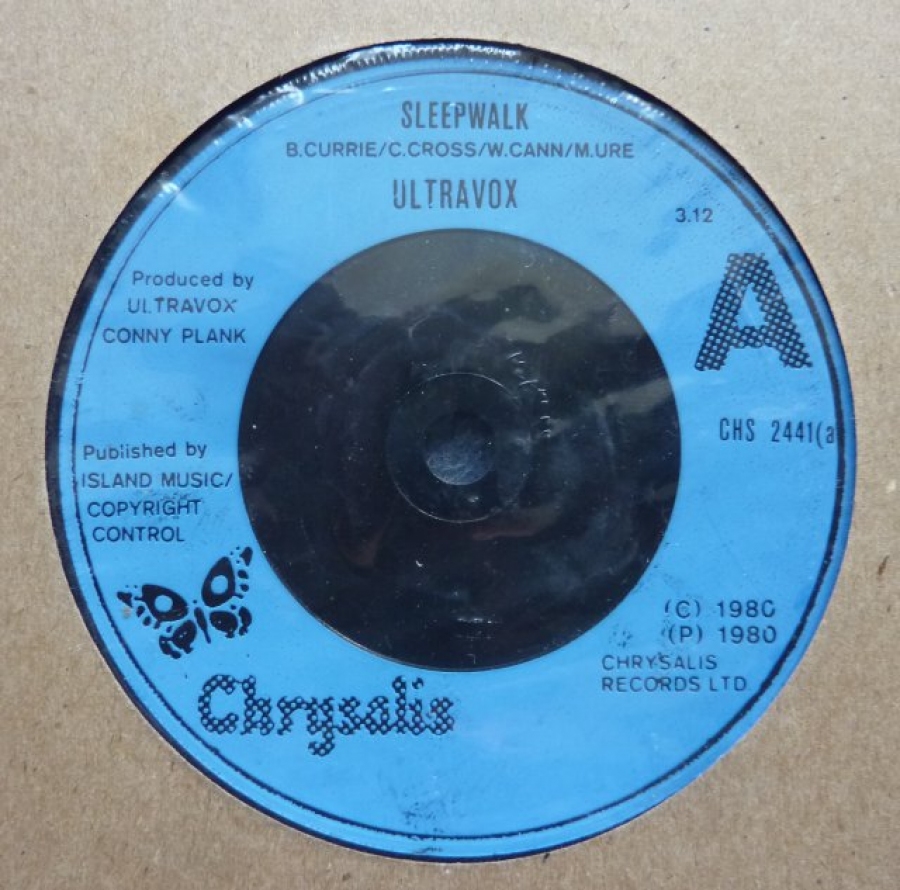 SLEEPWALK
B.CURRIE/C.CROSS/W.CANN/M.URE
ULTRAVOX
3.12
Produced by
ULTRAVOX
CONNY PLANK
A
CHS 2441(a
Published by
ISLAND MUSIC/
COPYRIGHT
CONTROL
(C) 1980
(P) 1980
CHRYSALIS
RECORDS LTD
Chrysalis